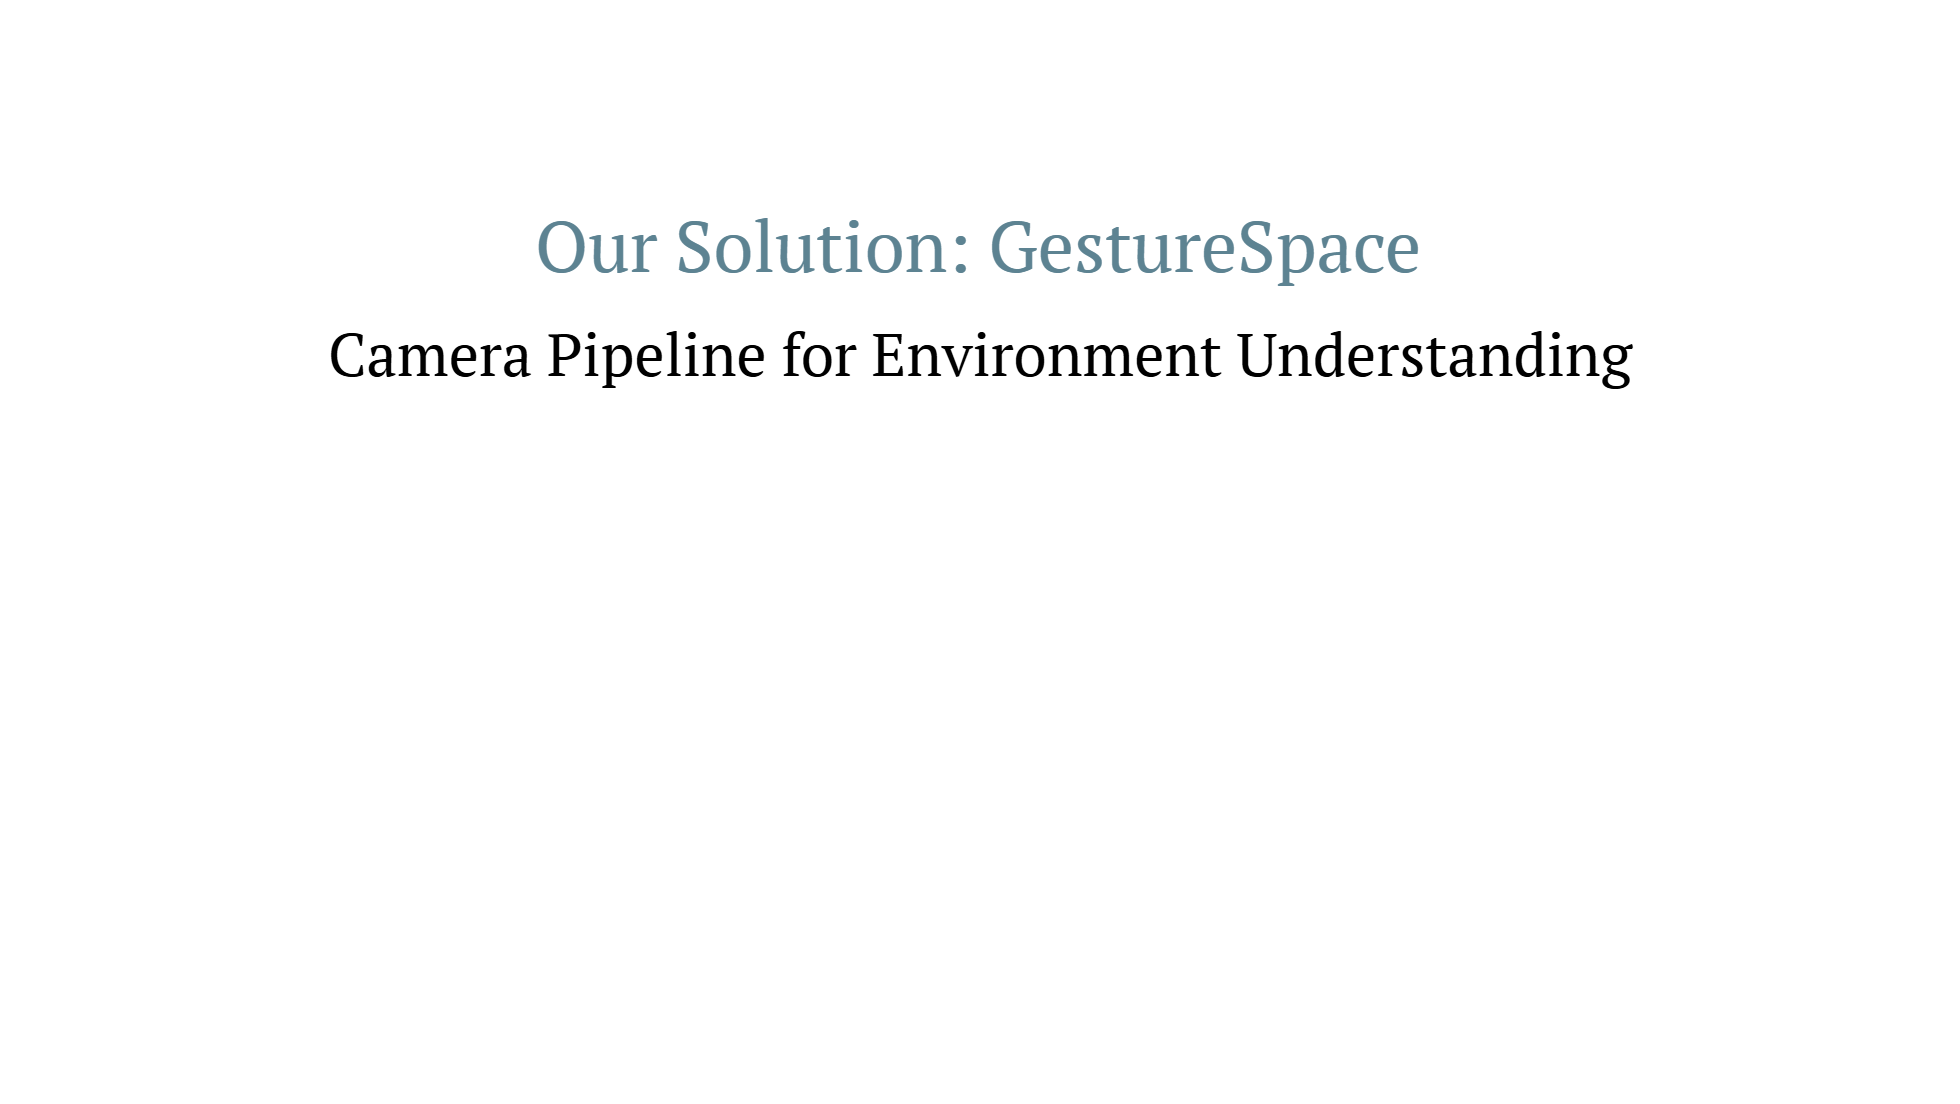 Our Solution: GestureSpace
Camera Pipeline for Environment Understanding